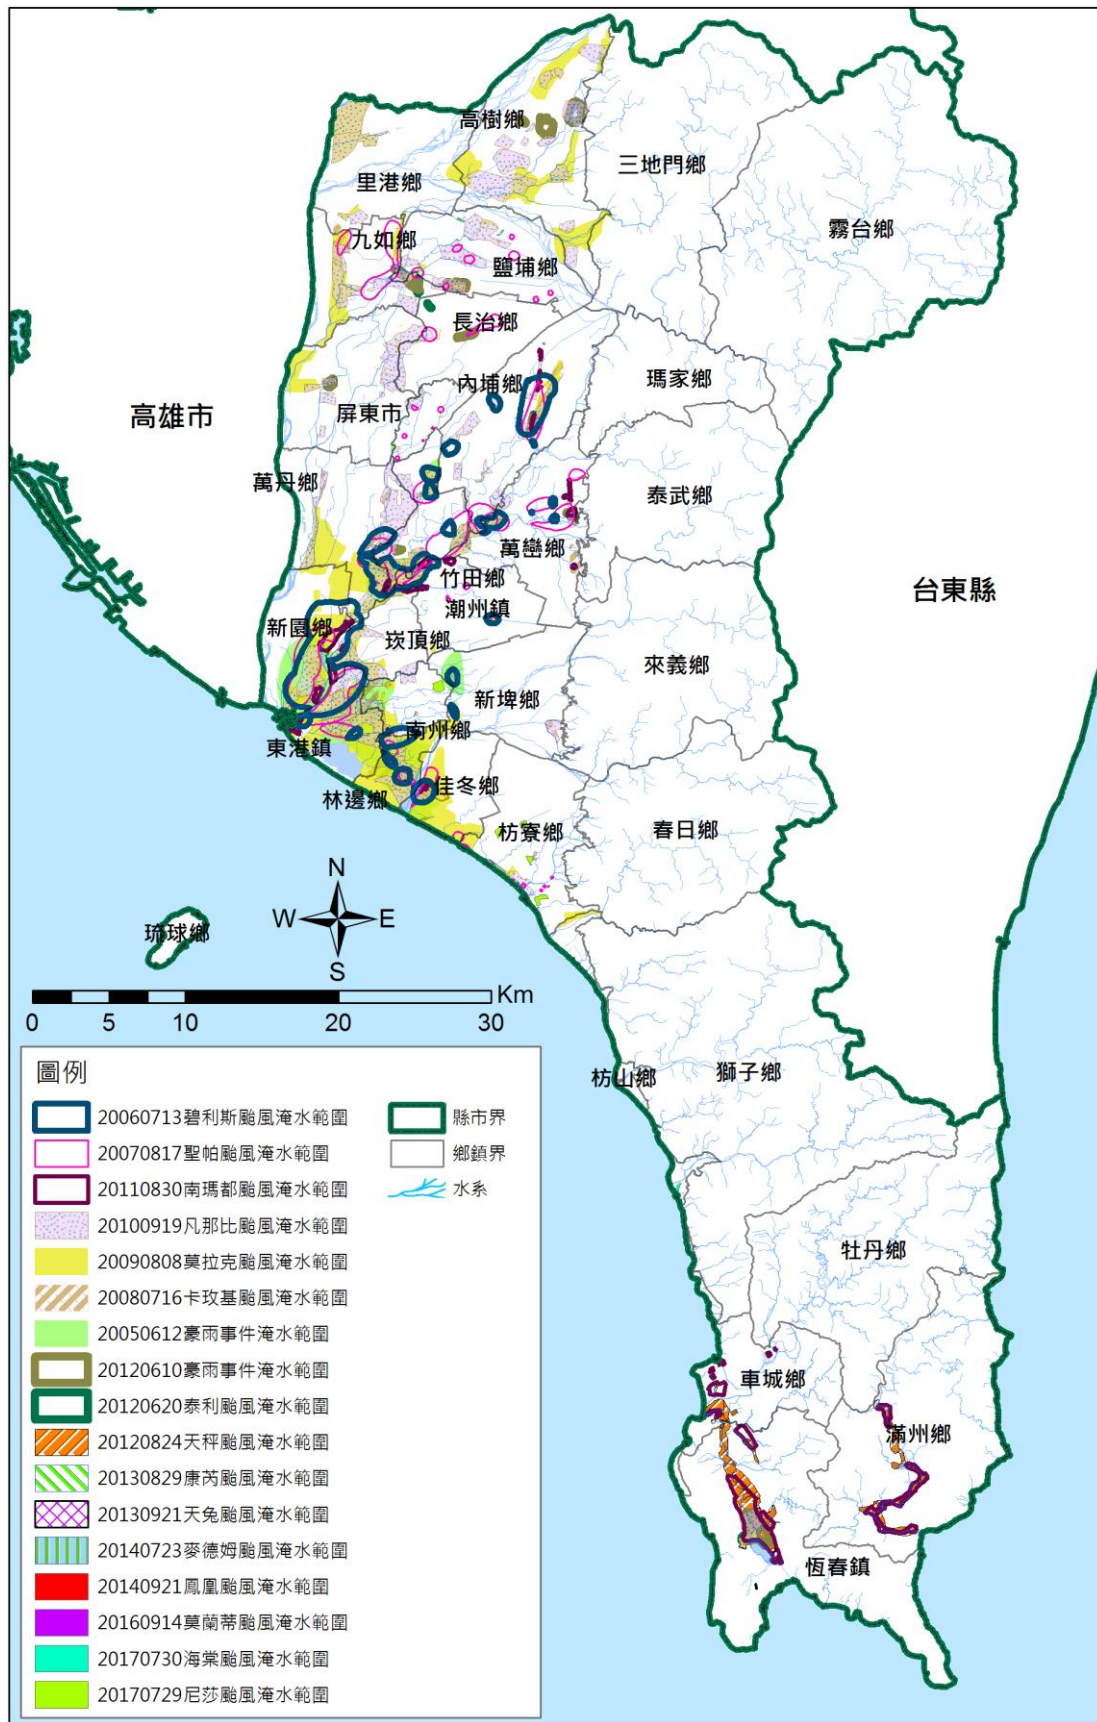 高樹鄉
三地門鄉
里港鄉
霧台鄉
九如鄉
鹽埔鄉
長治鄉
瑪家鄉
內埔鄉
高雄市
屏東市
萬丹鄉
泰武鄉
萬巒鄉
竹田鄉
台東縣
潮州鎮
新園鄉
崁頂鄉
來義鄉
新埤鄉
南州鄉
東港鎮
佳冬鄉
林邊鄉
枋寮鄉
春日鄉
N
W
E
S
琉球鄉
Km
0 5 10 20 30
獅子鄉
枋山鄉
牡丹鄉
車城鄉
滿州鄉
恆春鎮
圖例
20060713碧利斯颱風淹水範圍
20070817聖帕颱風淹水範圍
20110830南瑪都颱風淹水範圍
20100919凡那比颱風淹水範圍
20090808莫拉克颱風淹水範圍
20080716卡玫基颱風淹水範圍
20050612豪雨事件淹水範圍
20120610豪雨事件淹水範圍
20120620泰利颱風淹水範圍
20120824天秤颱風淹水範圍
20130829康芮颱風淹水範圍
20130921天兔颱風淹水範圍
20140723麥德姆颱風淹水範圍
20140921鳳凰颱風淹水範圍
20160914莫蘭蒂颱風淹水範圍
20170730海棠颱風淹水範圍
20170729尼莎颱風淹水範圍
縣市界
鄉鎮界
水系